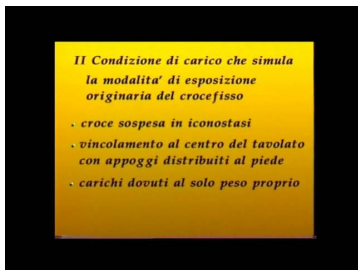 II Condizione di carico che simula
la modalita' di esposizione
originaria del crocefisso
croce sospesa in iconostasi
vincolamento al centro del tavolato
con appoggi distribuiti al piede
carichi dovuti al solo peso proprio